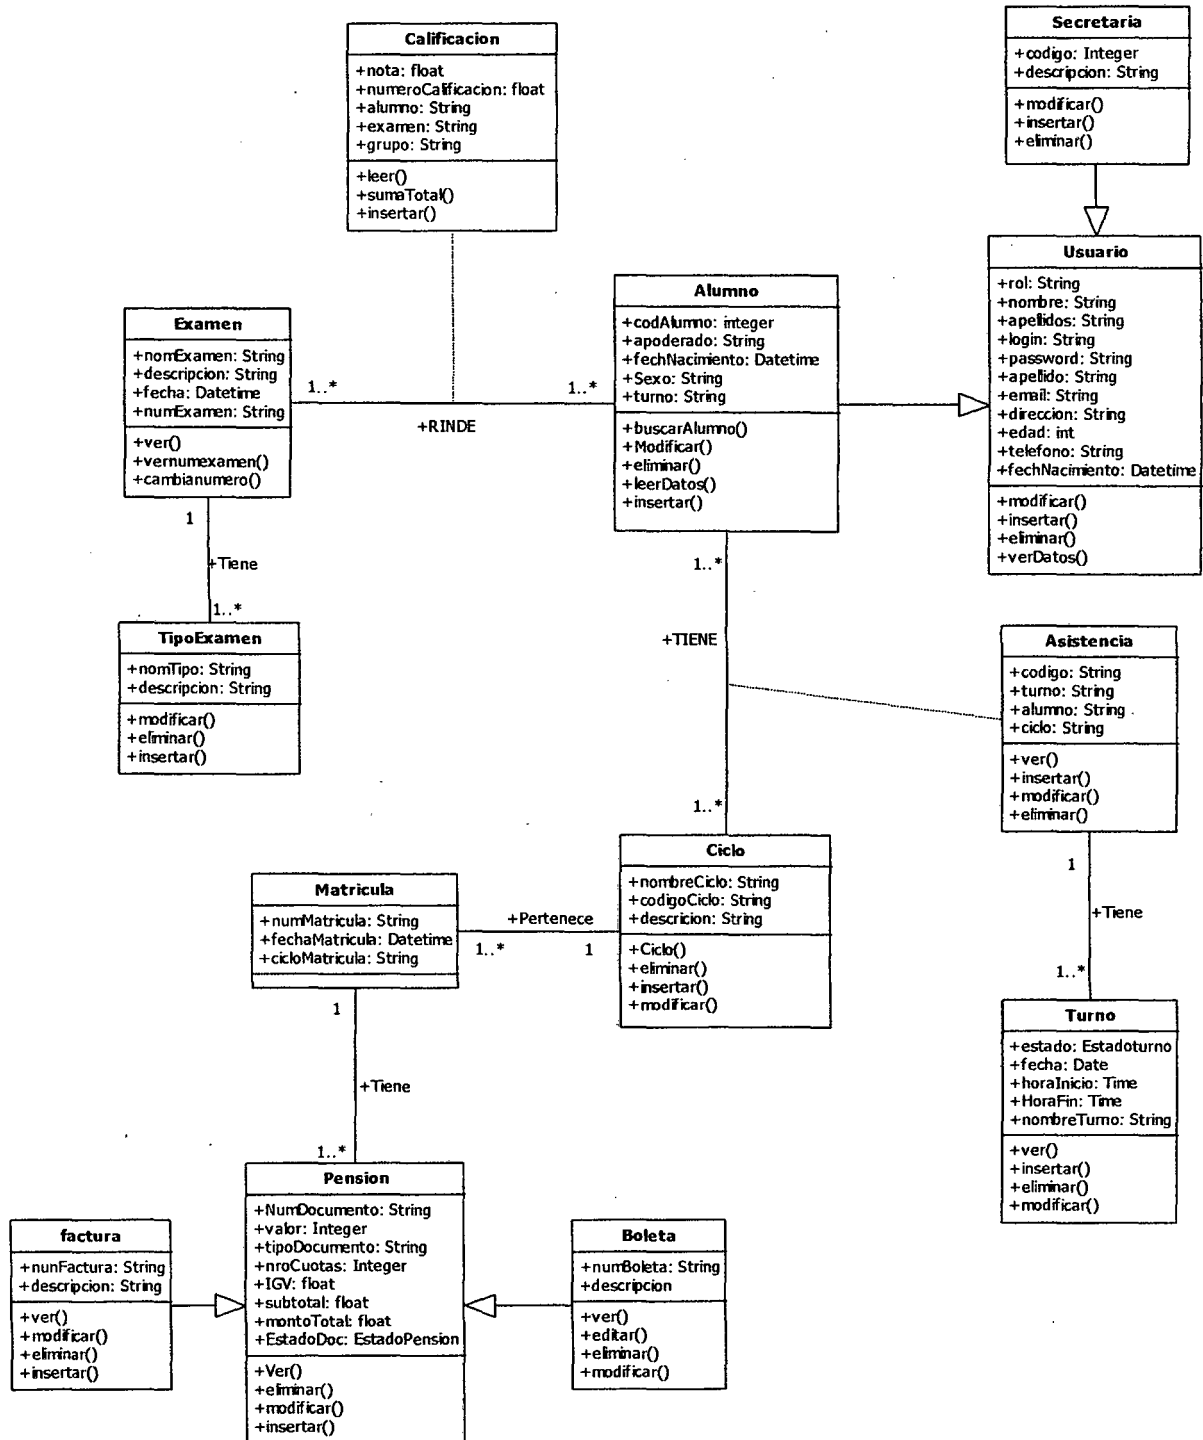 Calificacion
+nota: float
+numeroCalificacion: float
+alumno: String
+examen: String
+grupo: String
+leer()
+sumaTotal()
+insertar()
Secretaria
+codigo: Integer
+descripcion: String
+modificar()
+insertar()
+eliminar()
Usuario
+rol: String
+nombre: String
+apellidos: String
+login: String
+password: String
+apellido: String
+email: String
+direccion: String
+edad: int
+telefono: String
+fechNacimiento: Datetime
+modificar()
+insertar()
+eliminar()
+verDatos()
Alumno
+codAlumno: integer
+apoderado: String
+fechNacimiento: Datetime
+Sexo: String
+turno: String
+buscarAlumno()
+Modificar()
+eliminar()
+leerDatos()
+insertar()
Examen
+nomExamen: String
+descripcion: String
+fecha: Datetime
+numExamen: String
+ver()
+vernumexamen()
+cambianumero()
1..*
1..*
+RINDE
1
+Tiene
1..*
TipoExamen
+nomTipo: String
+descripcion: String
+modificar()
+eliminar()
+insertar()
1..*
+TIENE
1..*
Asistencia
+codigo: String
+turno: String
+alumno: String
+ciclo: String
+ver()
+insertar()
+modificar()
+eliminar()
1
+Tiene
1..*
Ciclo
+nombreCiclo: String
+codigoCiclo: String
+descricion: String
+Ciclo()
+eliminar()
+insertar()
+modificar()
Matricula
+numMatricula: String
+fechaMatricula: Datetime
+cicloMatricula: String
+Pertenece
1..*
1
1
+Tiene
1..*
Turno
+estado: Estadoturno
+fecha: Date
+horaInicio: Time
+HoraFin: Time
+nombreTurno: String
+ver()
+insertar()
+eliminar()
+modificar()
Pension
+NumDocumento: String
+valor: Integer
+tipoDocumento: String
+nroCuotas: Integer
+IGV: float
+subtotal: float
+montoTotal: float
+EstadoDoc: EstadoPension
+Ver()
+eliminar()
+modificar()
+insertar()
factura
+nunFactura: String
+descripcion: String
+ver()
+modificar()
+eliminar()
+insertar()
Boleta
+numBoleta: String
+descripcion
+ver()
+editar()
+eliminar()
+modificar()